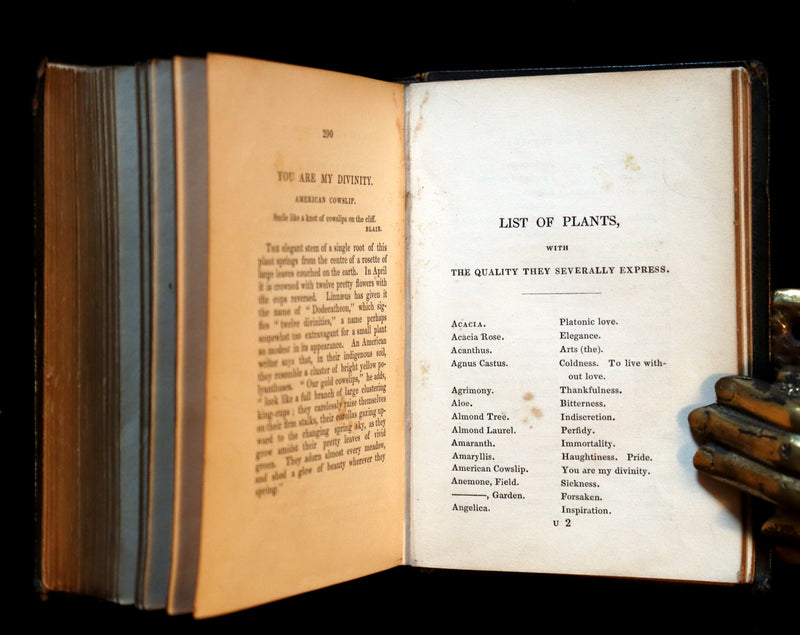 290
YOU ARE MY DIVINITY.
AMERICAN COWSLIP.
Smile like a knot of cowslips on the cliff.
BLAIR.
THE elegant stem of a single root of this
plant springs from the centre of a rosette of
large leaves couched on the earth. In April
it is crowned with twelve pretty flowers with
the cups reversed. Linnæus has given it
the name of "Dodecatheon," which sig-
fies "twelve divinities," a name perhaps
somewhat too extravagant for a small plant
so modest in its appearance. An American
writer says that, in their indigenous soil,
they resemble a cluster of bright yellow po-
lyanthuses. "Our gold cowslips," he adds,
"look like a full branch of large clustering
king-cups; they carelessly raise themselves
on their firm stalks, their corollas gazing up-
ward to the changing spring sky, as they
grow amidst their pretty leaves of vivid
green. They adorn almost every meadow,
and shed a glow of beauty wherever they
spring."
LIST OF PLANTS,
WITH
THE QUALITY THEY SEVERALLY EXPRESS.
ACACIA. Platonic love.
Acacia Rose. Elegance.
Acanthus. Arts (the).
Agnus Castus. Coldness. To live with-
out love.
Agrimony. Thankfulness.
Aloe. Bitterness.
Almond Tree. Indiscretion.
Almond Laurel. Perfidy.
Amaranth. Immortality.
Amaryllis. Haughtiness. Pride.
American Cowslip. You are my divinity.
Anemone, Field. Sickness.
———, Garden. Forsaken.
Angelica. Inspiration.
U 2